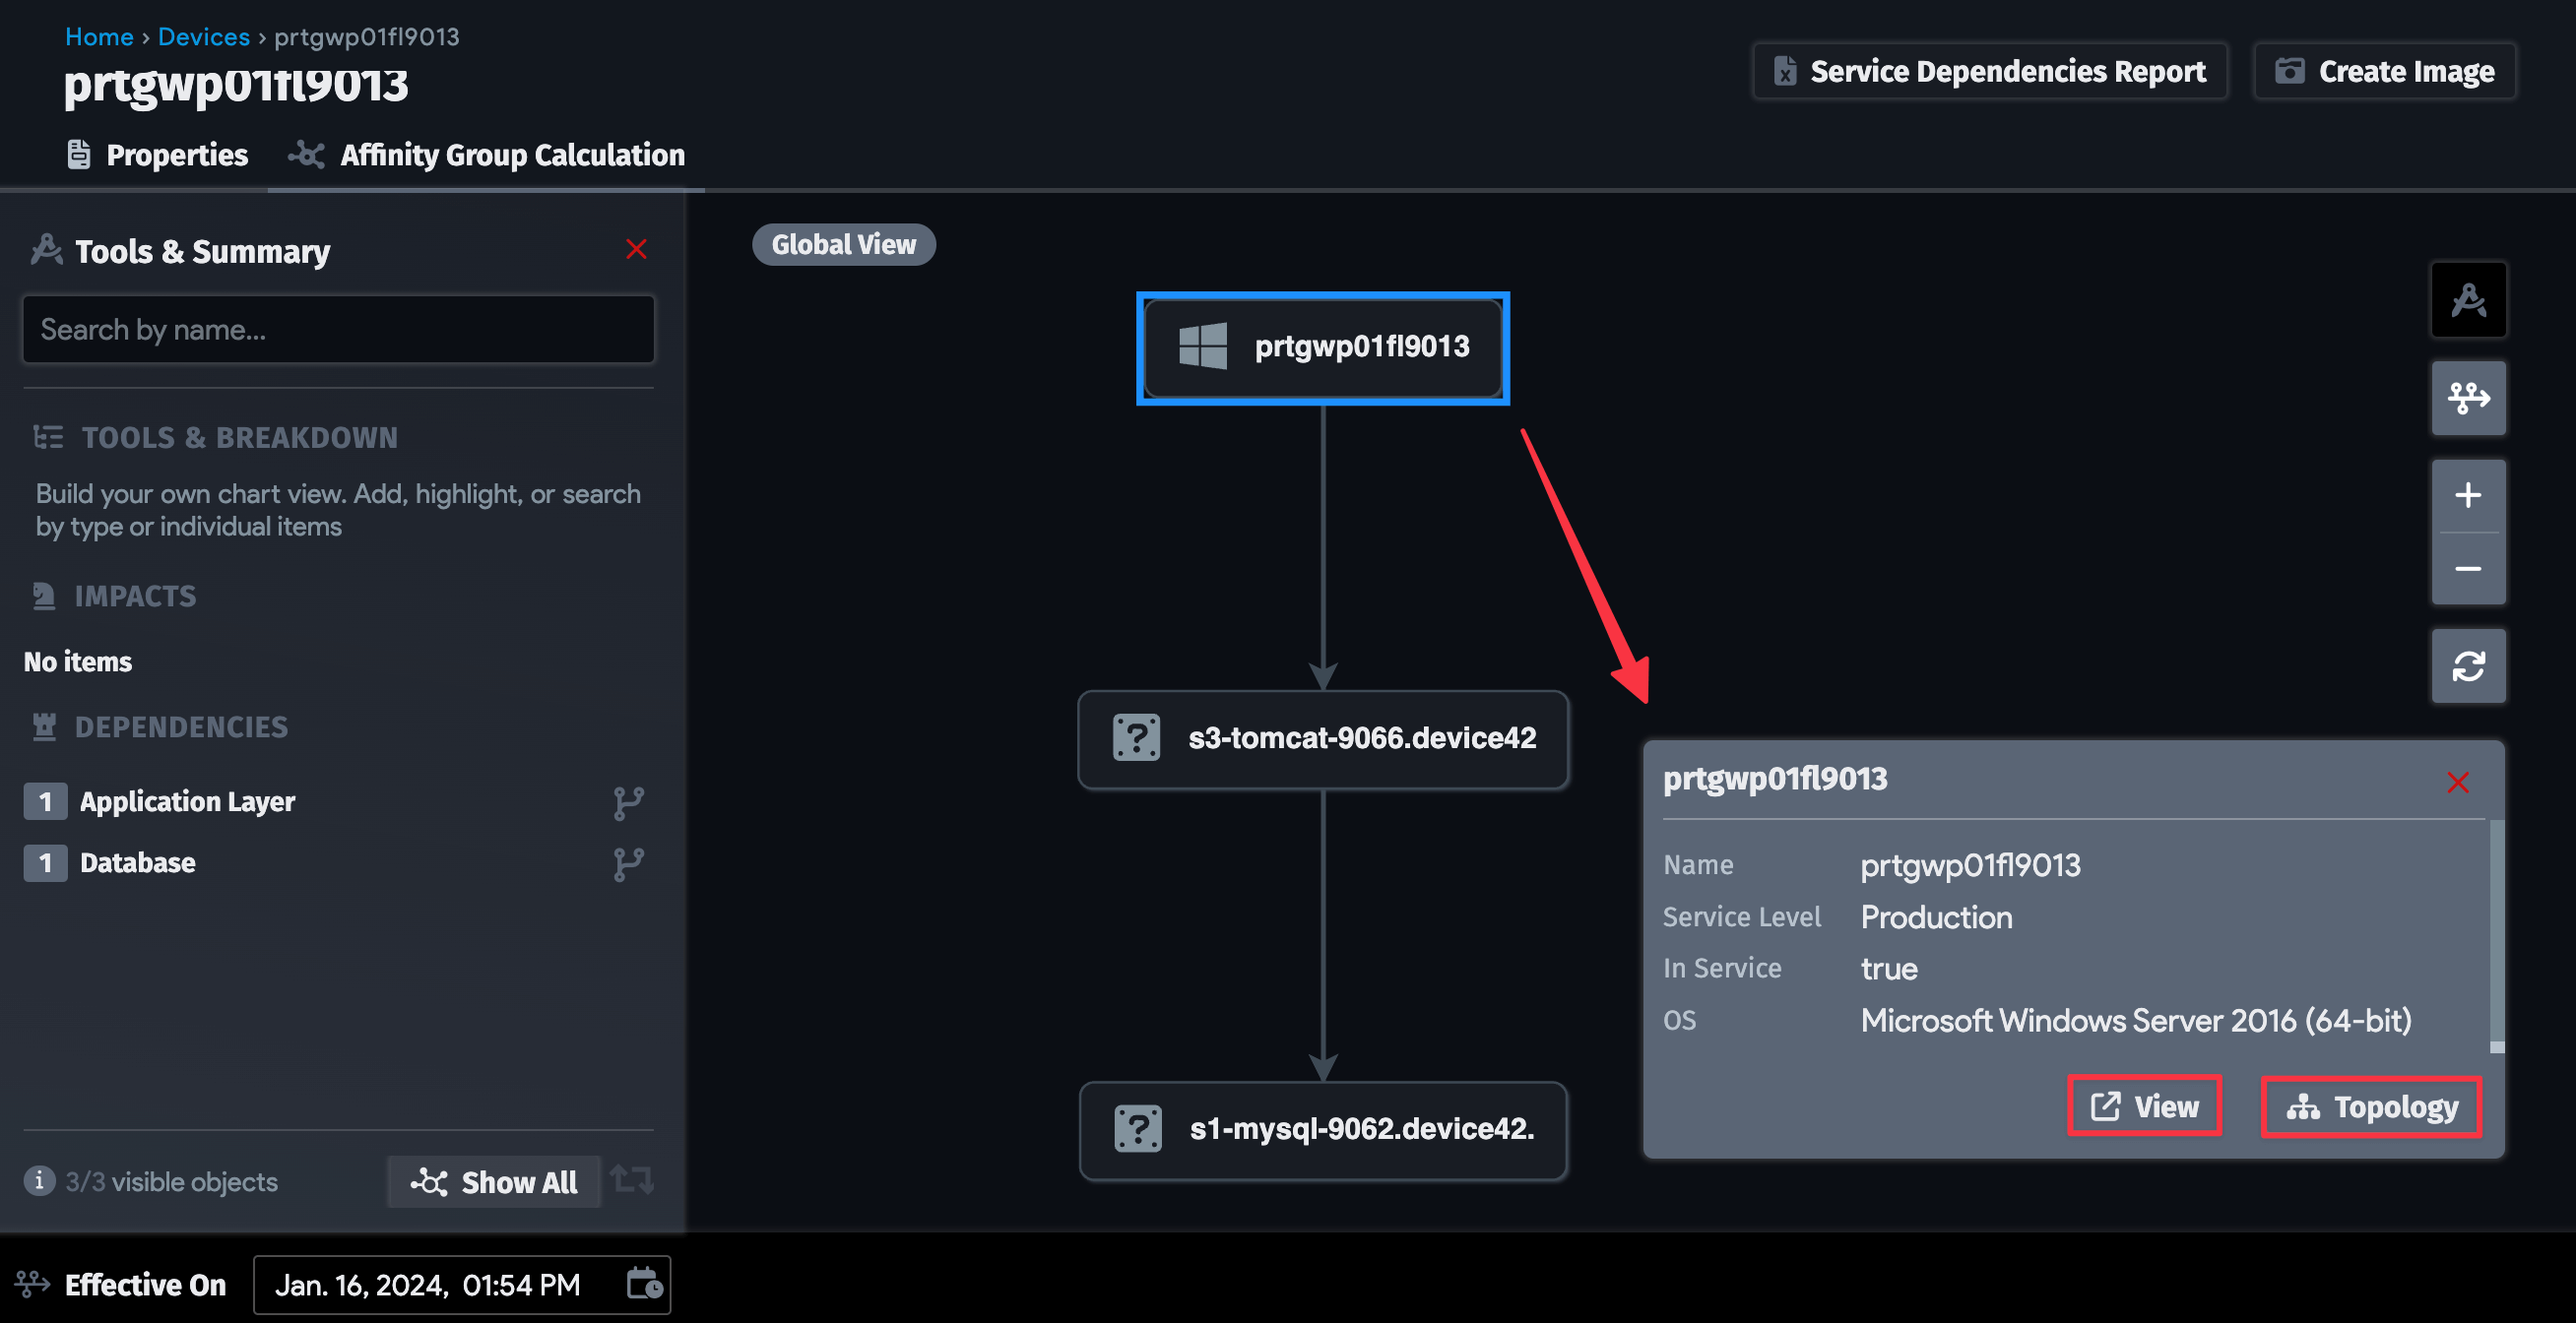 Home › Devices › prtgwp01fl9013
prtgwp01fl9013
Service Dependencies Report
Create Image
Properties
Affinity Group Calculation
Tools & Summary
Search by name...
TOOLS & BREAKDOWN
Build your own chart view. Add, highlight, or search
by type or individual items
IMPACTS
No items
DEPENDENCIES
1 Application Layer
1 Database
3/3 visible objects
Show All
Global View
prtgwp01fl9013
s3-tomcat-9066.device42
s1-mysql-9062.device42.
prtgwp01fl9013
Name prtgwp01fl9013
Service Level Production
In Service true
OS Microsoft Windows Server 2016 (64-bit)
View
Topology
Effective On
Jan. 16, 2024, 01:54 PM